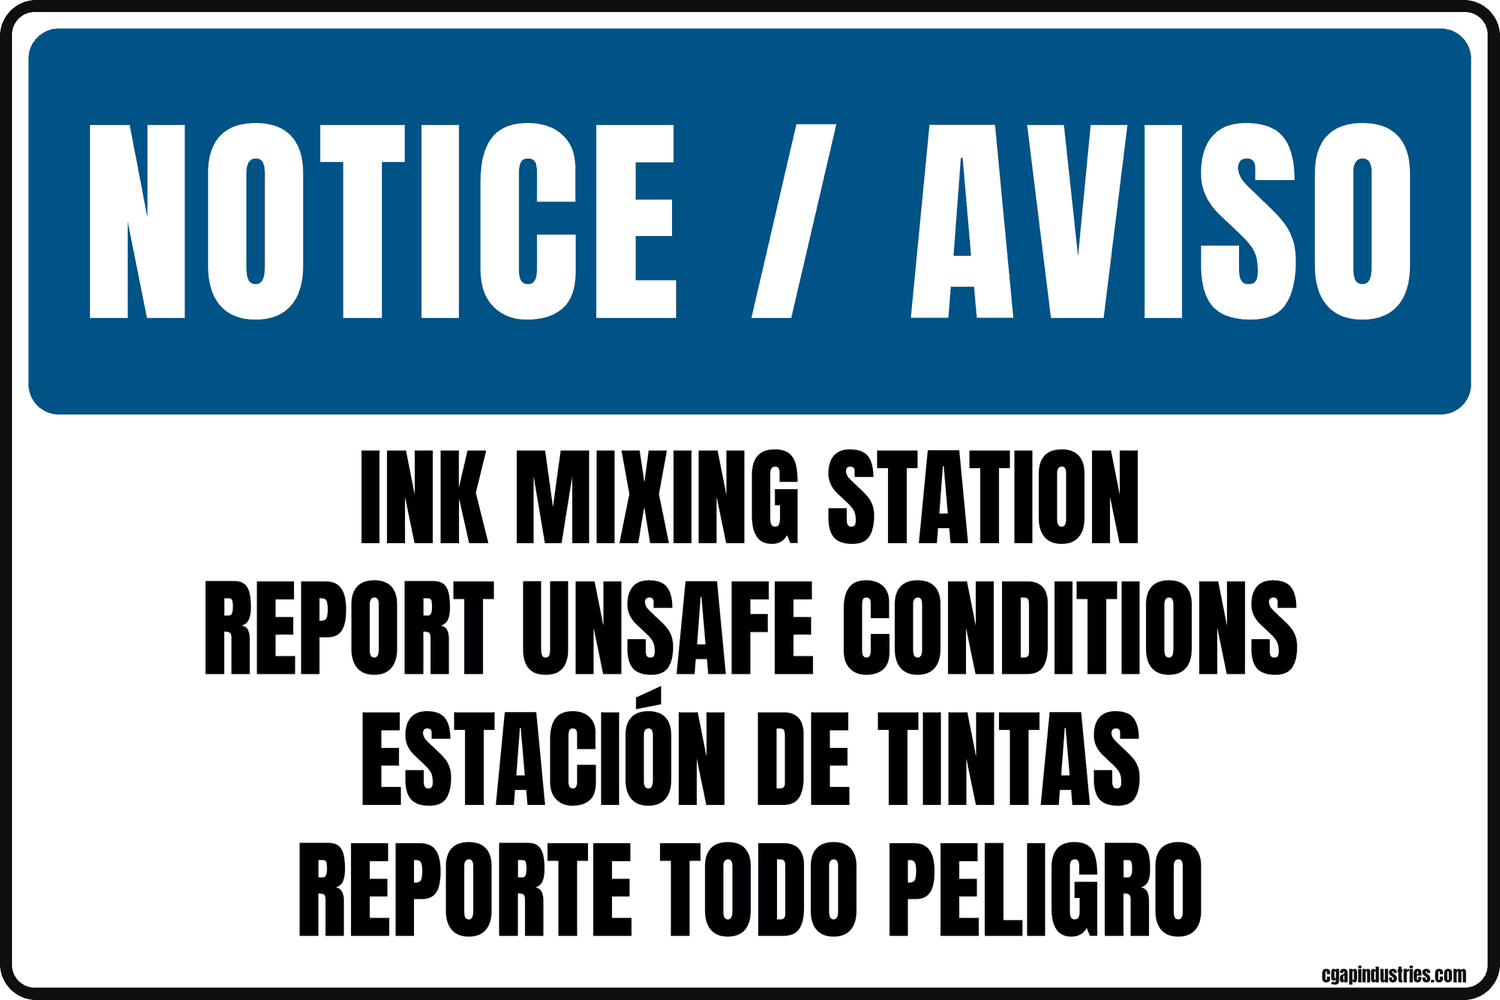 NOTICE / AVISO
INK MIXING STATION
REPORT UNSAFE CONDITIONS
ESTACIÓN DE TINTAS
REPORTE TODO PELIGRO
cgapindustries.com